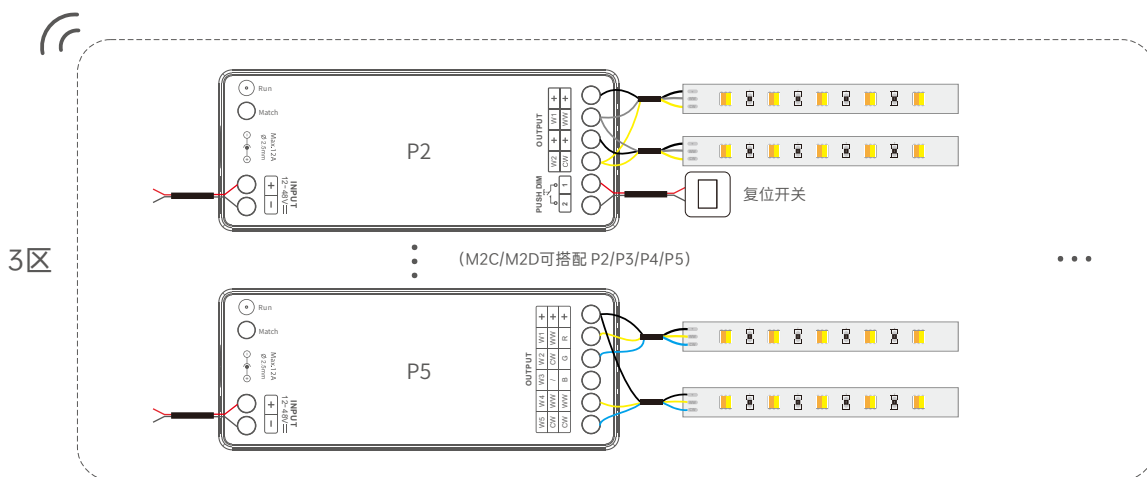 3区
Run
Match
Max.12A
Ø 2.5mm
INPUT
12~48V
+
−
P2
OUTPUT
+ +
W1 WW
+ +
W2 CW
PUSH DIM
1
2
复位开关
(M2C/M2D可搭配 P2/P3/P4/P5)
Run
Match
Max.12A
Ø 2.5mm
INPUT
12~48V
+
−
P5
OUTPUT
+ + +
W1 WW R
W2 CW G
W3 / B
W4 WW WW
W5 CW CW